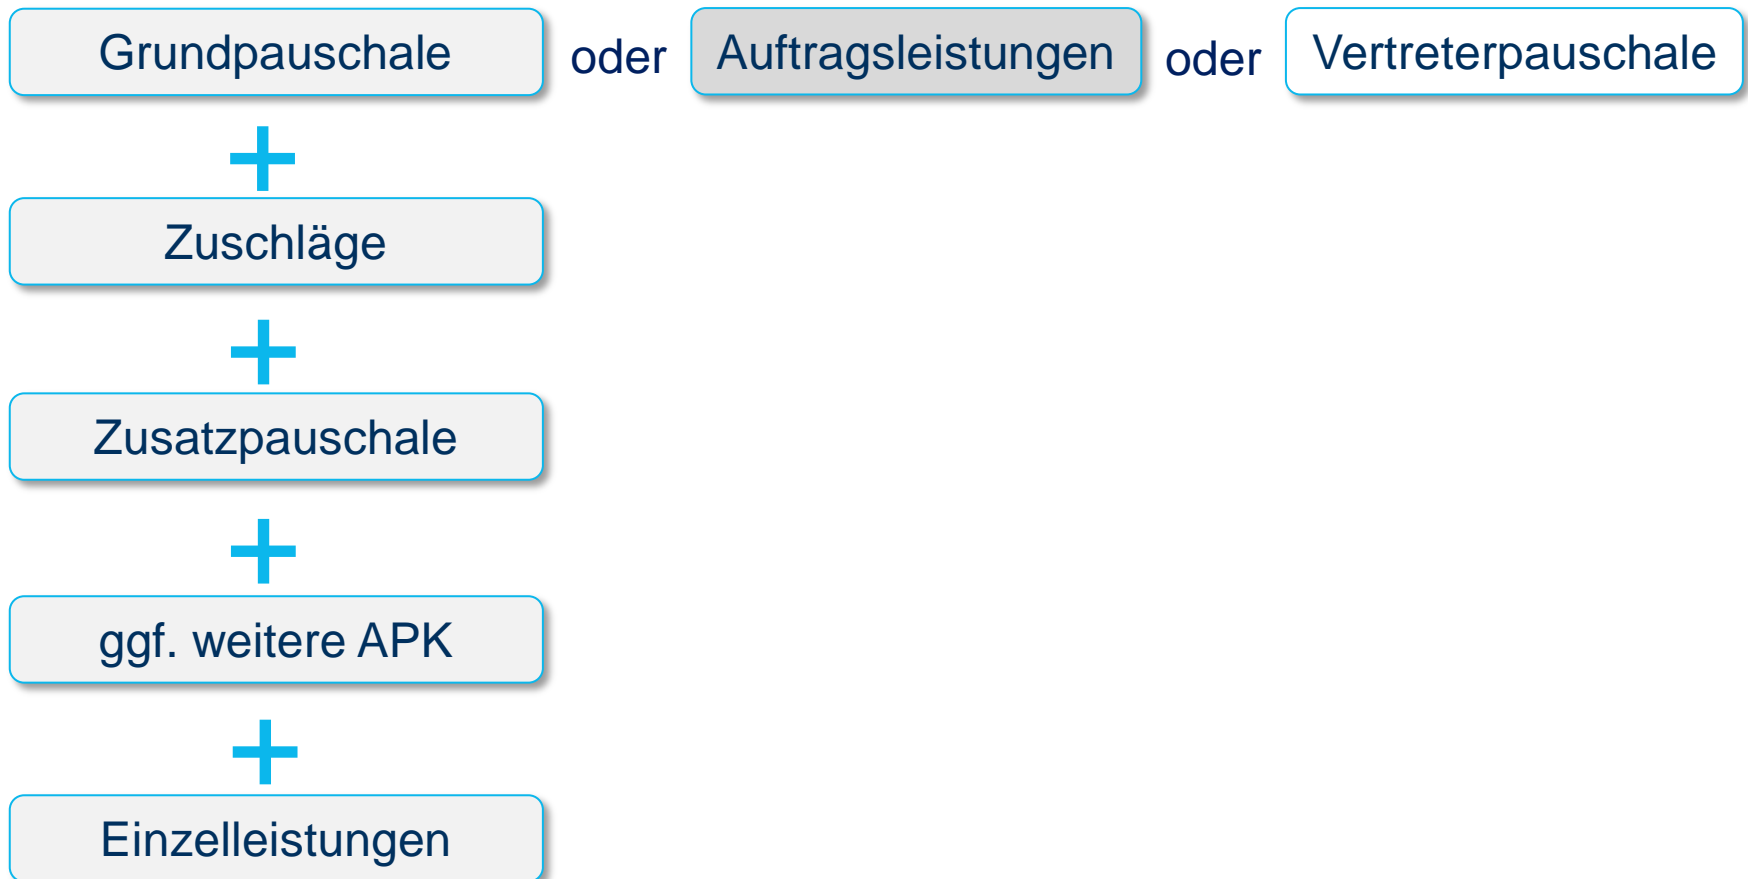 Grundpauschale oder Auftragsleistungen oder Vertreterpauschale
+
Zuschläge
+
Zusatzpauschale
+
ggf. weitere APK
+
Einzelleistungen